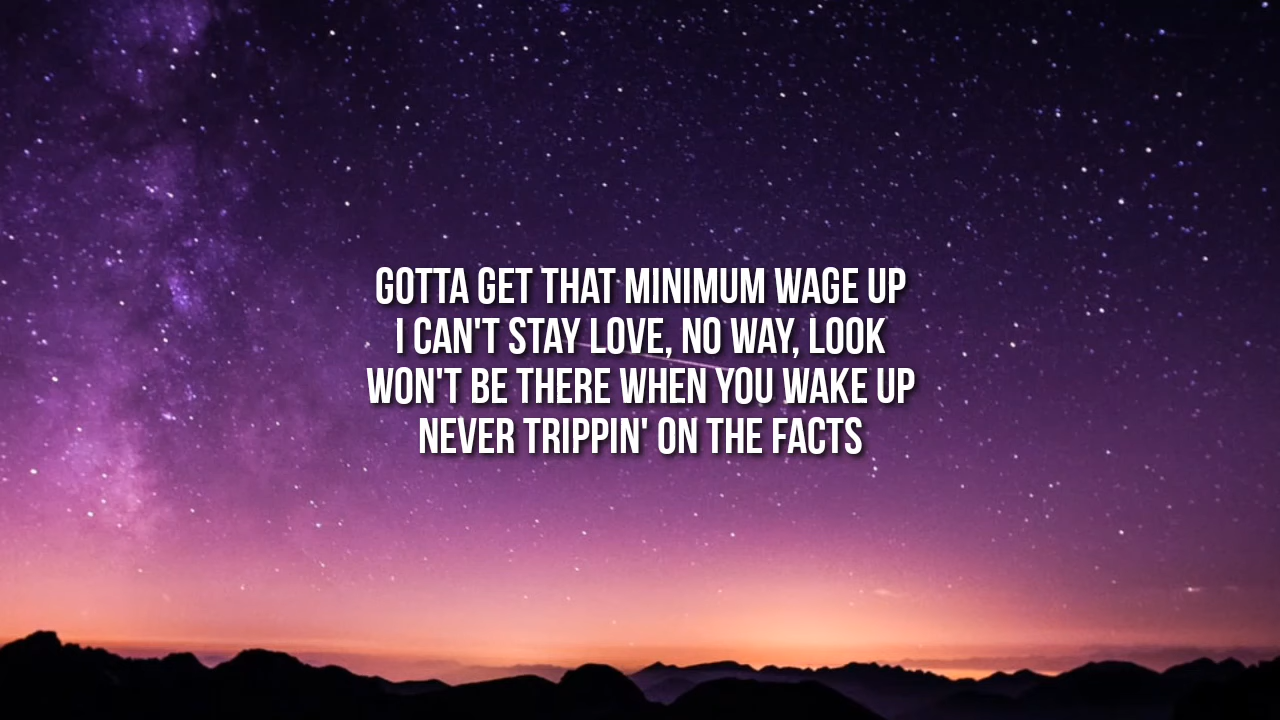 GOTTA GET THAT MINIMUM WAGE UP
I CAN'T STAY LOVE, NO WAY, LOOK
WON'T BE THERE WHEN YOU WAKE UP
NEVER TRIPPIN' ON THE FACTS